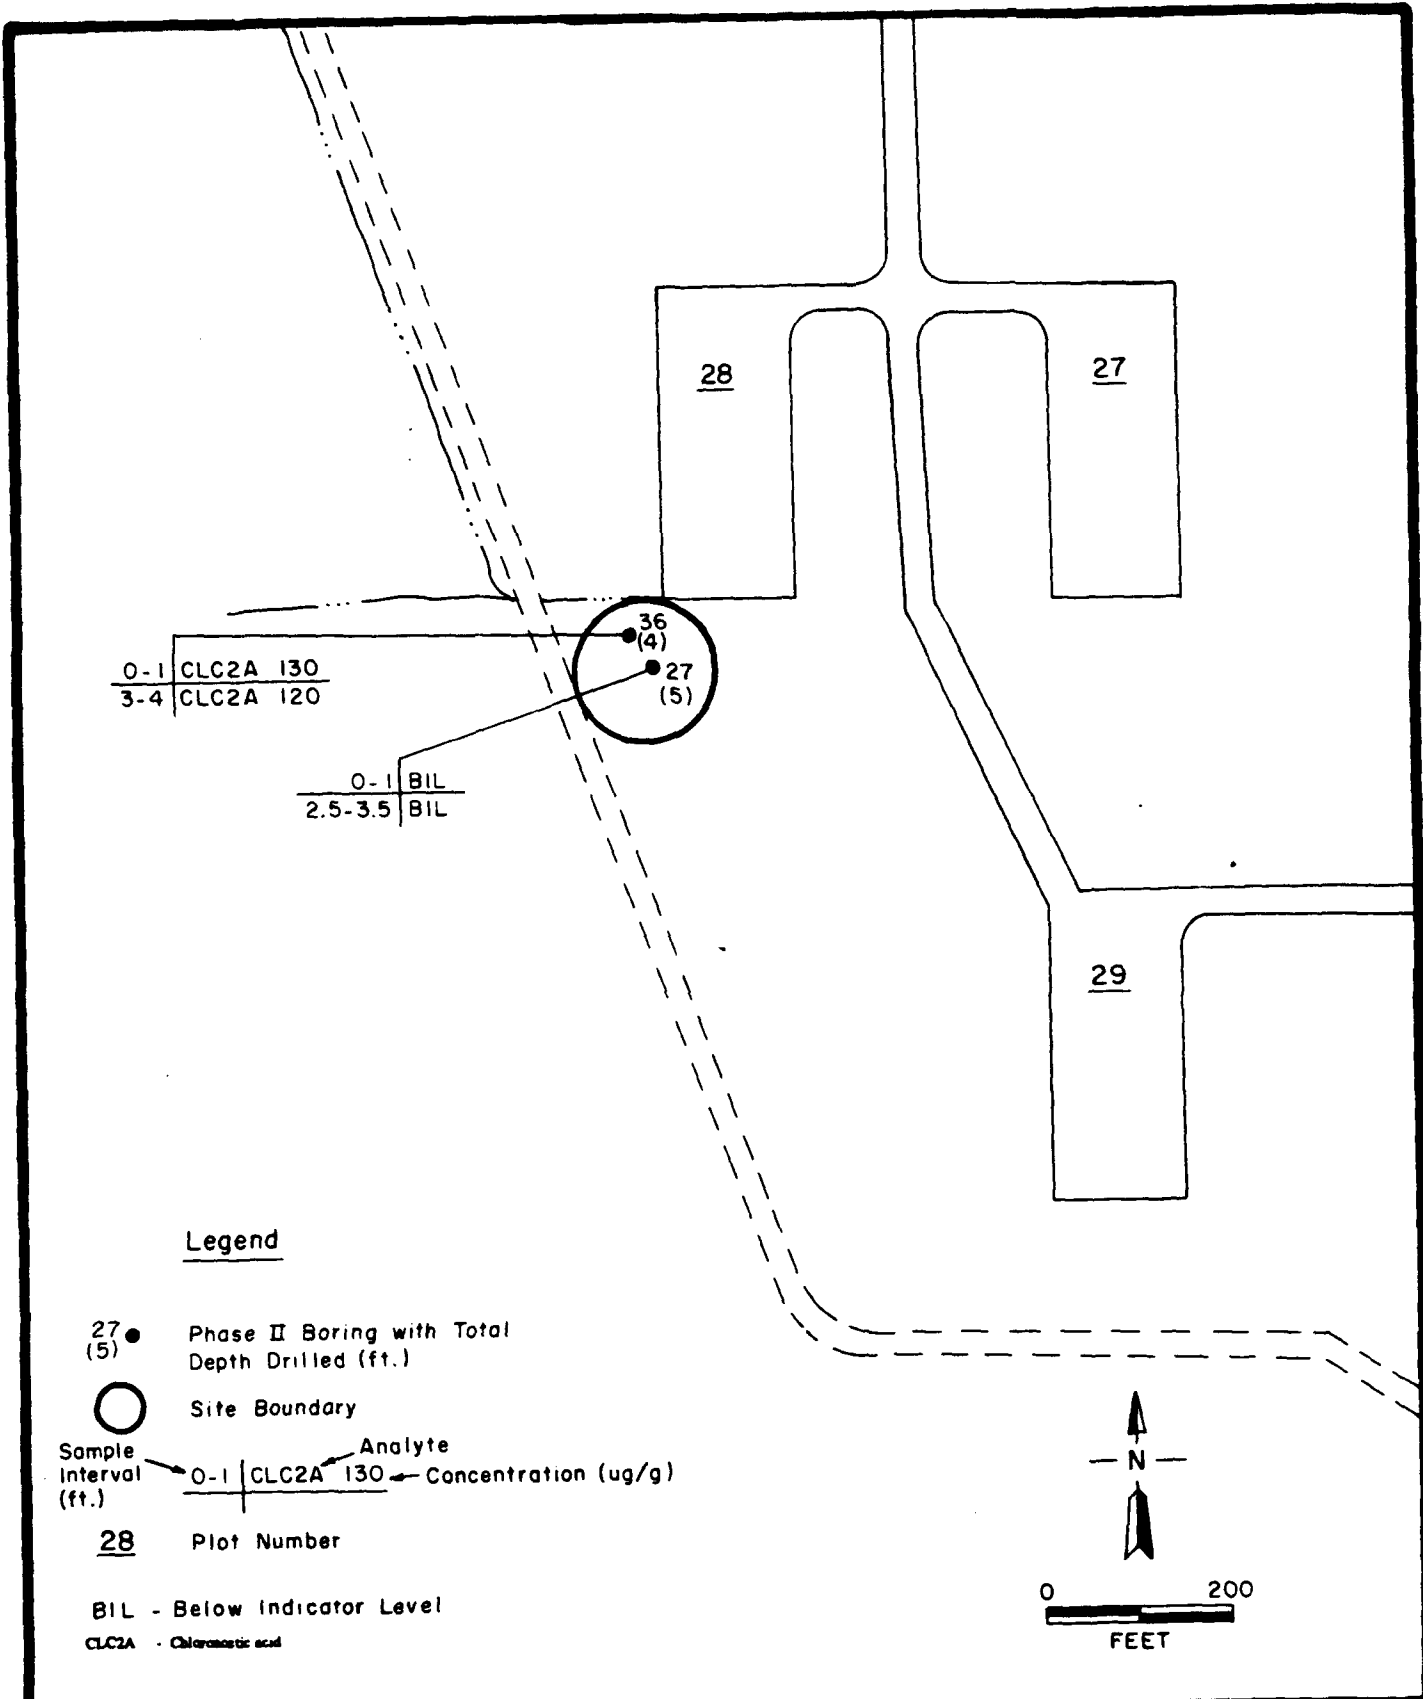 28
27
36
(4)
27
(5)
0-1 CLC2A 130
3-4 CLC2A 120
0-1 BIL
2.5-3.5 BIL
29
Legend
27
(5)
Phase II Boring with Total
Depth Drilled (ft.)
Site Boundary
Sample
Interval
(ft.)
Analyte
0-1 CLC2A 130
Concentration (ug/g)
28 Plot Number
BIL - Below Indicator Level
CLC2A - Chloroacetic acid
N
0 200
FEET